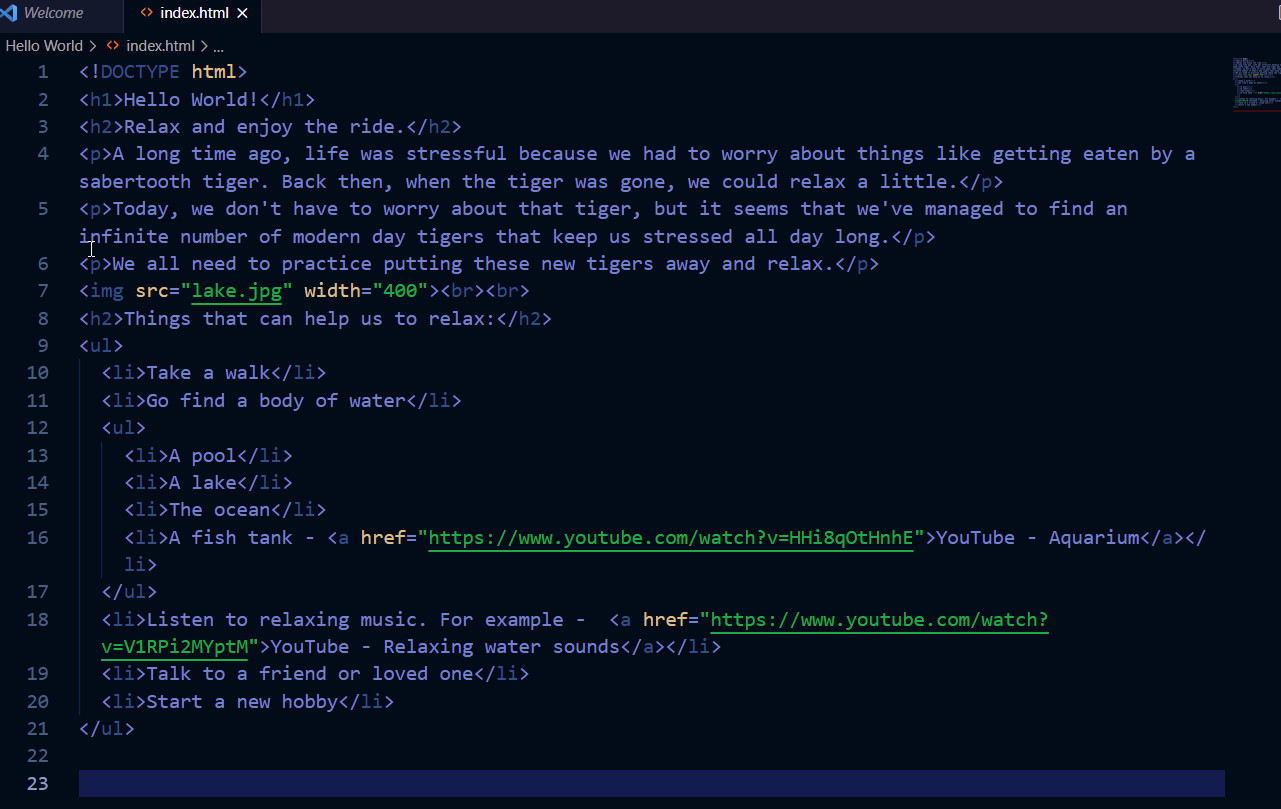 Welcome
index.html
Hello World > index.html > ...
1 <!DOCTYPE html>
2 <h1>Hello World!</h1>
3 <h2>Relax and enjoy the ride.</h2>
4 <p>A long time ago, life was stressful because we had to worry about things like getting eaten by a
sabertooth tiger. Back then, when the tiger was gone, we could relax a little.</p>
5 <p>Today, we don't have to worry about that tiger, but it seems that we've managed to find an
infinite number of modern day tigers that keep us stressed all day long.</p>
6 <p>We all need to practice putting these new tigers away and relax.</p>
7 <img src="lake.jpg" width="400"><br><br>
8 <h2>Things that can help us to relax:</h2>
9 <ul>
10 <li>Take a walk</li>
11 <li>Go find a body of water</li>
12 <ul>
13 <li>A pool</li>
14 <li>A lake</li>
15 <li>The ocean</li>
16 <li>A fish tank - <a href="https://www.youtube.com/watch?v=HHi8qOtHnhE">YouTube - Aquarium</a></
li>
17 </ul>
18 <li>Listen to relaxing music. For example -  <a href="https://www.youtube.com/watch?
v=V1RPi2MYptM">YouTube - Relaxing water sounds</a></li>
19 <li>Talk to a friend or loved one</li>
20 <li>Start a new hobby</li>
21 </ul>
22
23